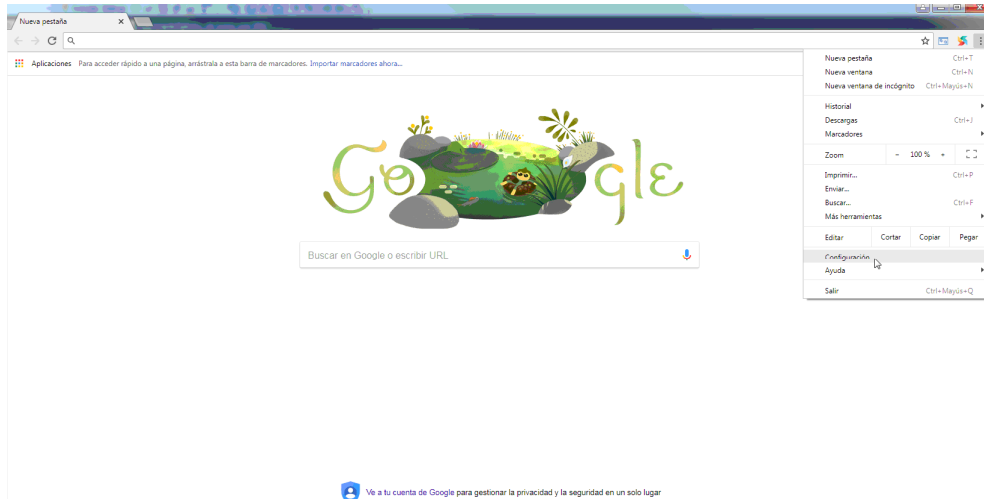 Nueva pestaña
Aplicaciones Para acceder rápido a una página, arrástrala a esta barra de marcadores. Importar marcadores ahora...
Nueva pestaña Ctrl+T
Nueva ventana Ctrl+N
Nueva ventana de incógnito Ctrl+Mayús+N
Historial
Descargas Ctrl+J
Marcadores
Zoom - 100 % +
Imprimir... Ctrl+P
Enviar...
Buscar... Ctrl+F
Más herramientas
Editar Cortar Copiar Pegar
Configuración
Ayuda
Salir Ctrl+Mayús+Q
Google
Buscar en Google o escribir URL
Ve a tu cuenta de Google para gestionar la privacidad y la seguridad en un solo lugar